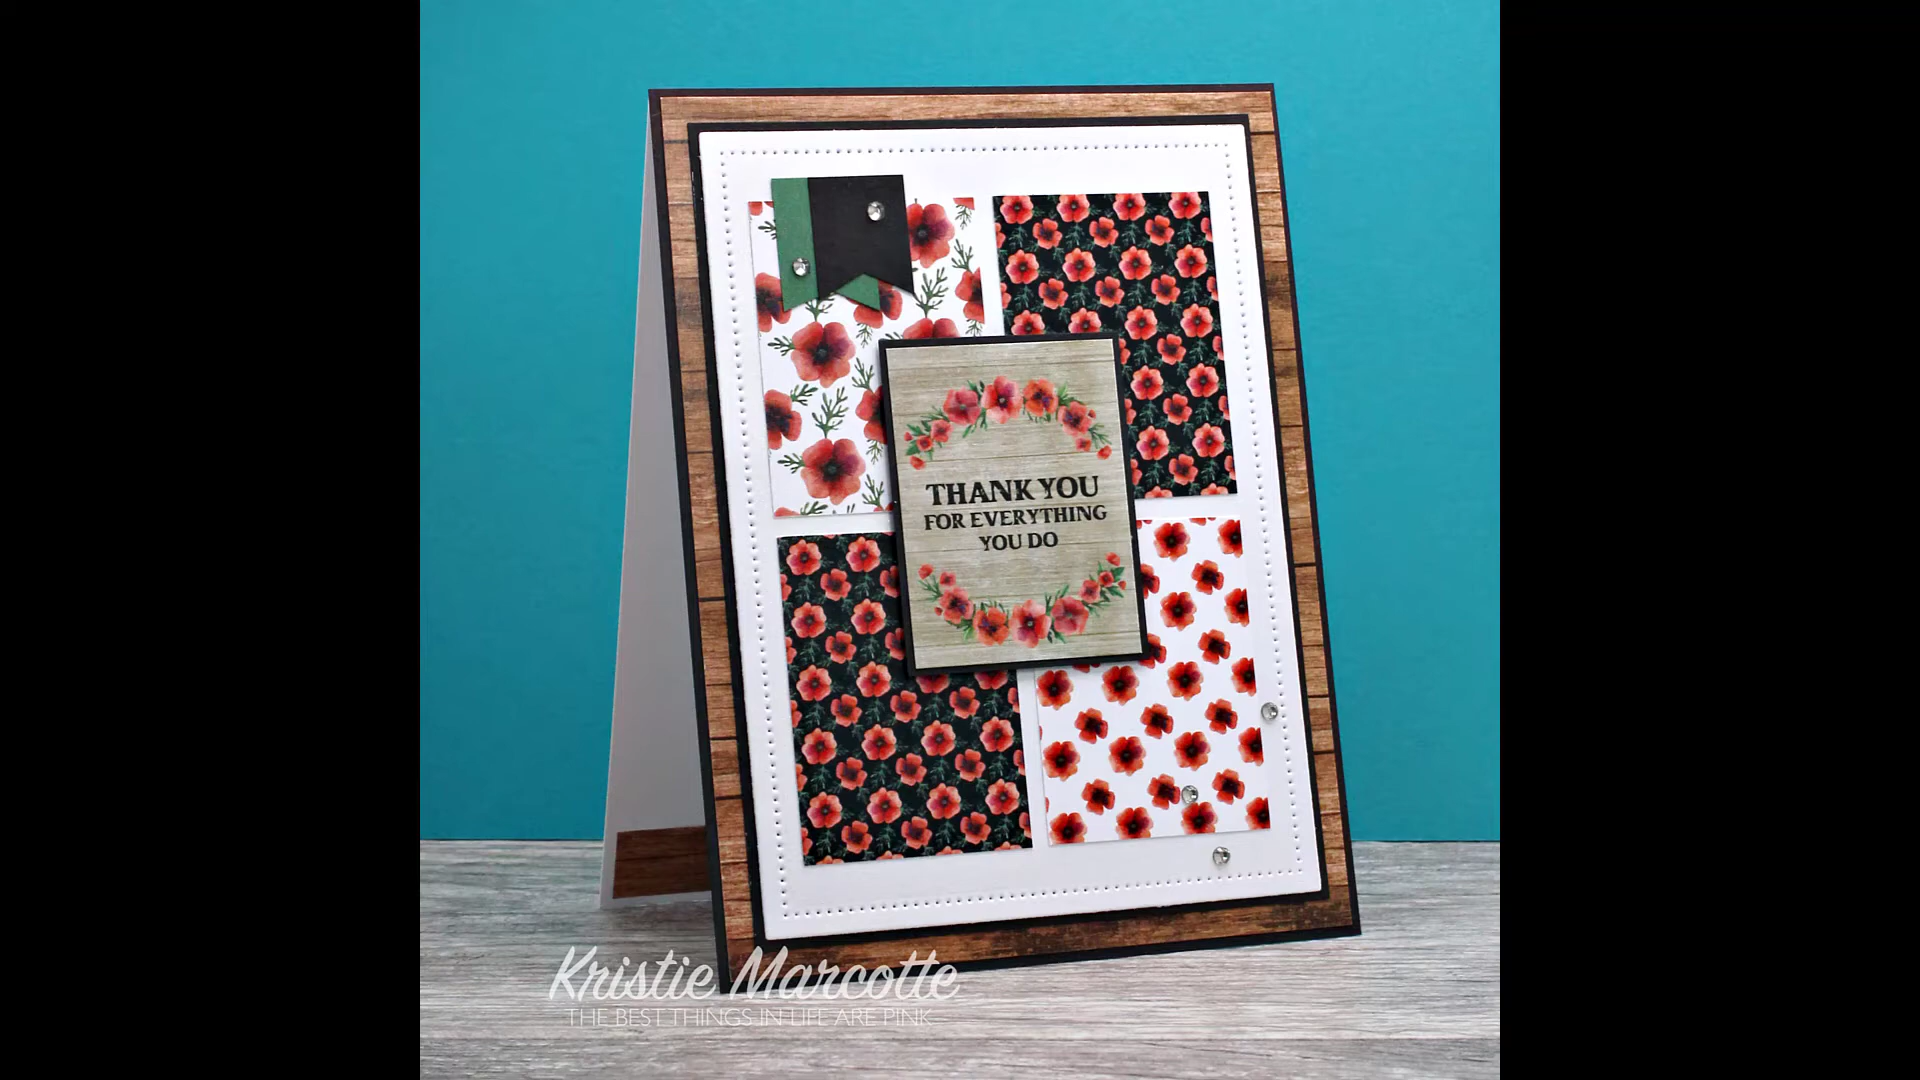 THANK YOU
FOR EVERYTHING
YOU DO
Kristie Marcotte
THE BEST THINGS IN LIFE ARE PINK